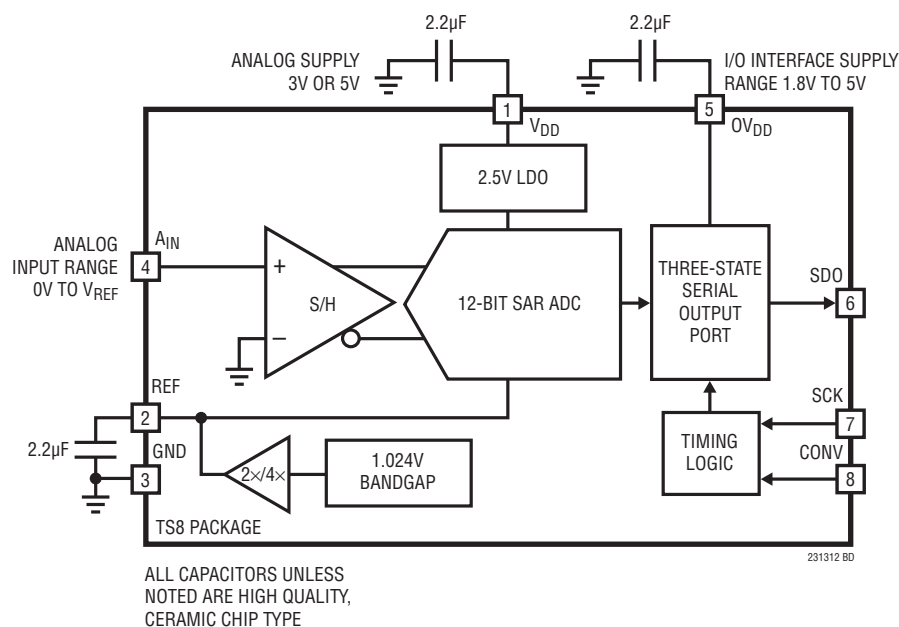 2.2µF
2.2µF
ANALOG SUPPLY
3V OR 5V
I/O INTERFACE SUPPLY
RANGE 1.8V TO 5V
1
VDD
5
OVDD
2.5V LDO
ANALOG
INPUT RANGE
0V TO VREF
AIN
4
+
S/H
–
12-BIT SAR ADC
THREE-STATE
SERIAL
OUTPUT
PORT
SDO
6
REF
2
2.2µF
GND
3
2×/4×
1.024V
BANDGAP
TIMING
LOGIC
SCK
7
CONV
8
TS8 PACKAGE
231312 BD
ALL CAPACITORS UNLESS
NOTED ARE HIGH QUALITY,
CERAMIC CHIP TYPE